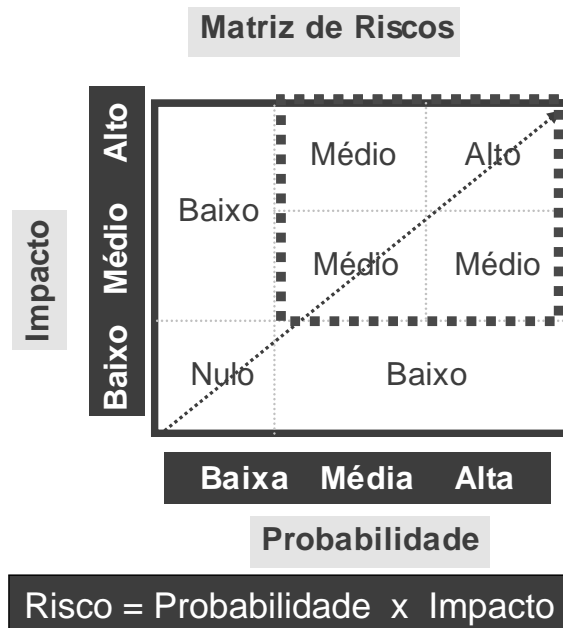 Matriz de Riscos
Impacto
Alto
Médio
Baixo
Médio
Alto
Baixo
Médio
Médio
Nulo
Baixo
Baixa Média Alta
Probabilidade
Risco = Probabilidade x Impacto